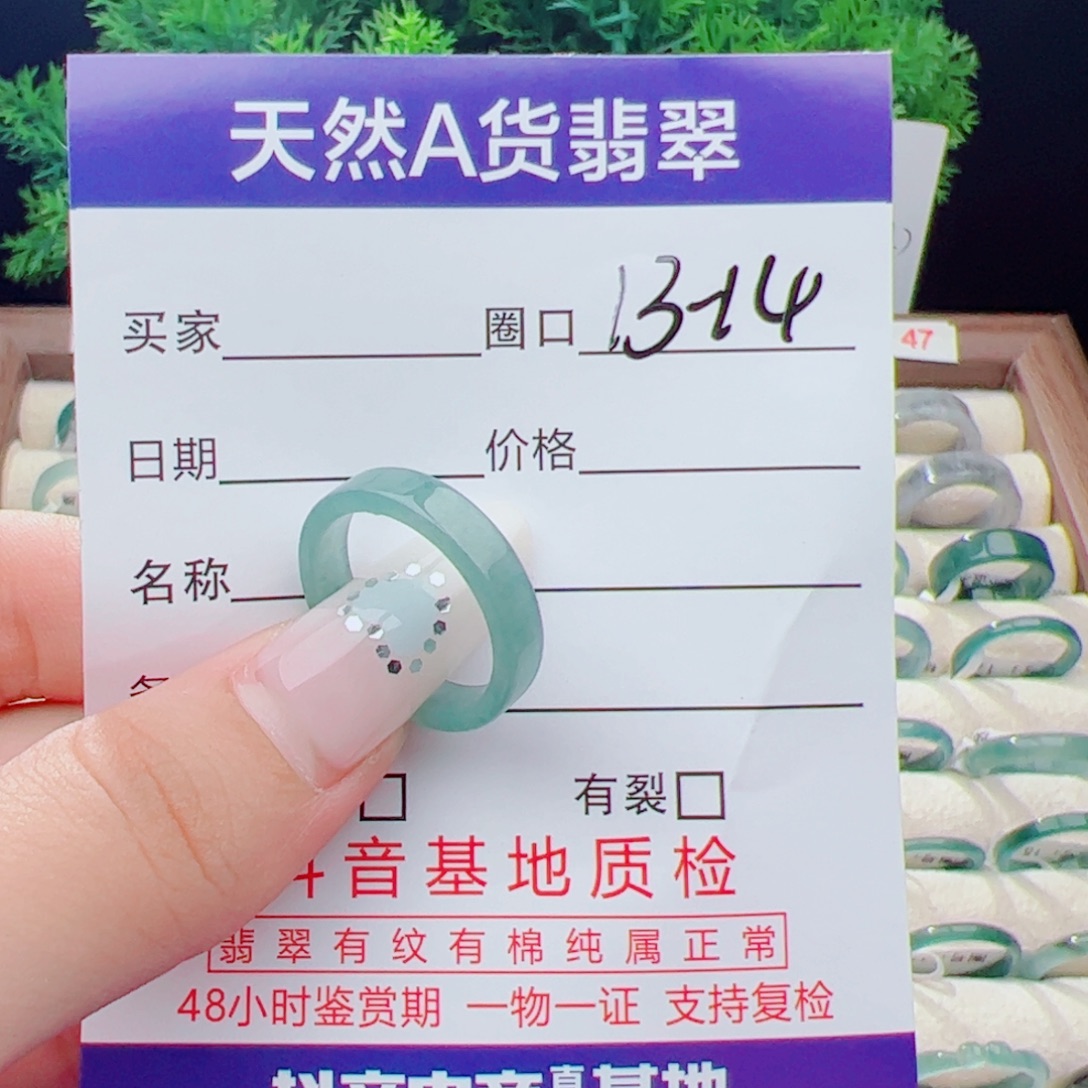 天然A货翡翠
买家 圈口 13-14
日期 价格
名称
有裂
音基地质检
翡翠有纹有棉纯属正常
48小时鉴赏期 一物一证 支持复检
47